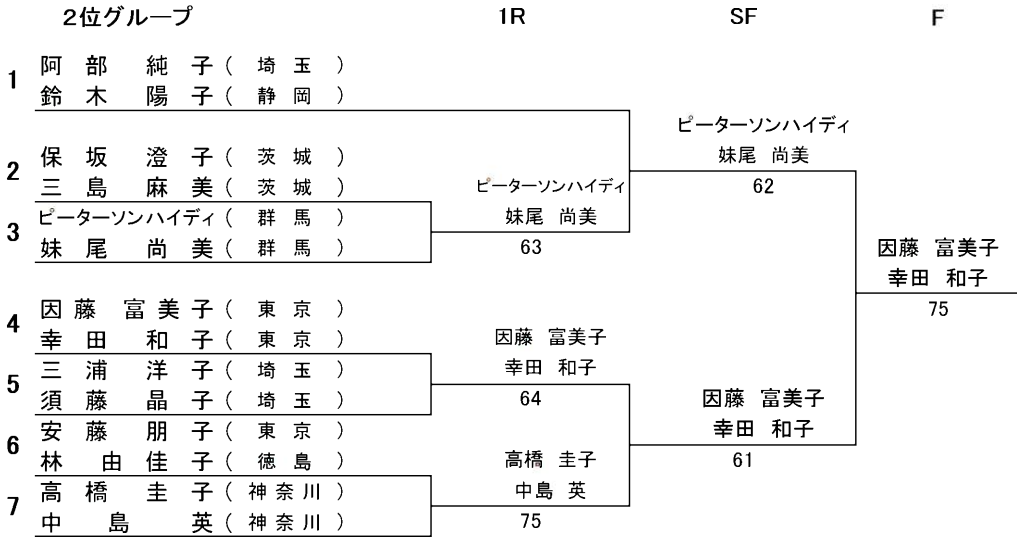 ２位グループ 1R SF F
1 阿部 純子（埼玉）
鈴木 陽子（静岡）
2 保坂 澄子（茨城）
三島 麻美（茨城）
3 ピーターソンハイディ（群馬）
妹尾 尚美（群馬）
4 因藤 富美子（東京）
幸田 和子（東京）
5 三浦 洋子（埼玉）
須藤 晶子（埼玉）
6 安藤 朋子（東京）
林 由佳子（徳島）
7 高橋 圭子（神奈川）
中島 英（神奈川）
ピーターソンハイディ
妹尾 尚美
63
因藤 富美子
幸田 和子
64
高橋 圭子
中島 英
75
ピーターソンハイディ
妹尾 尚美
62
因藤 富美子
幸田 和子
61
因藤 富美子
幸田 和子
75